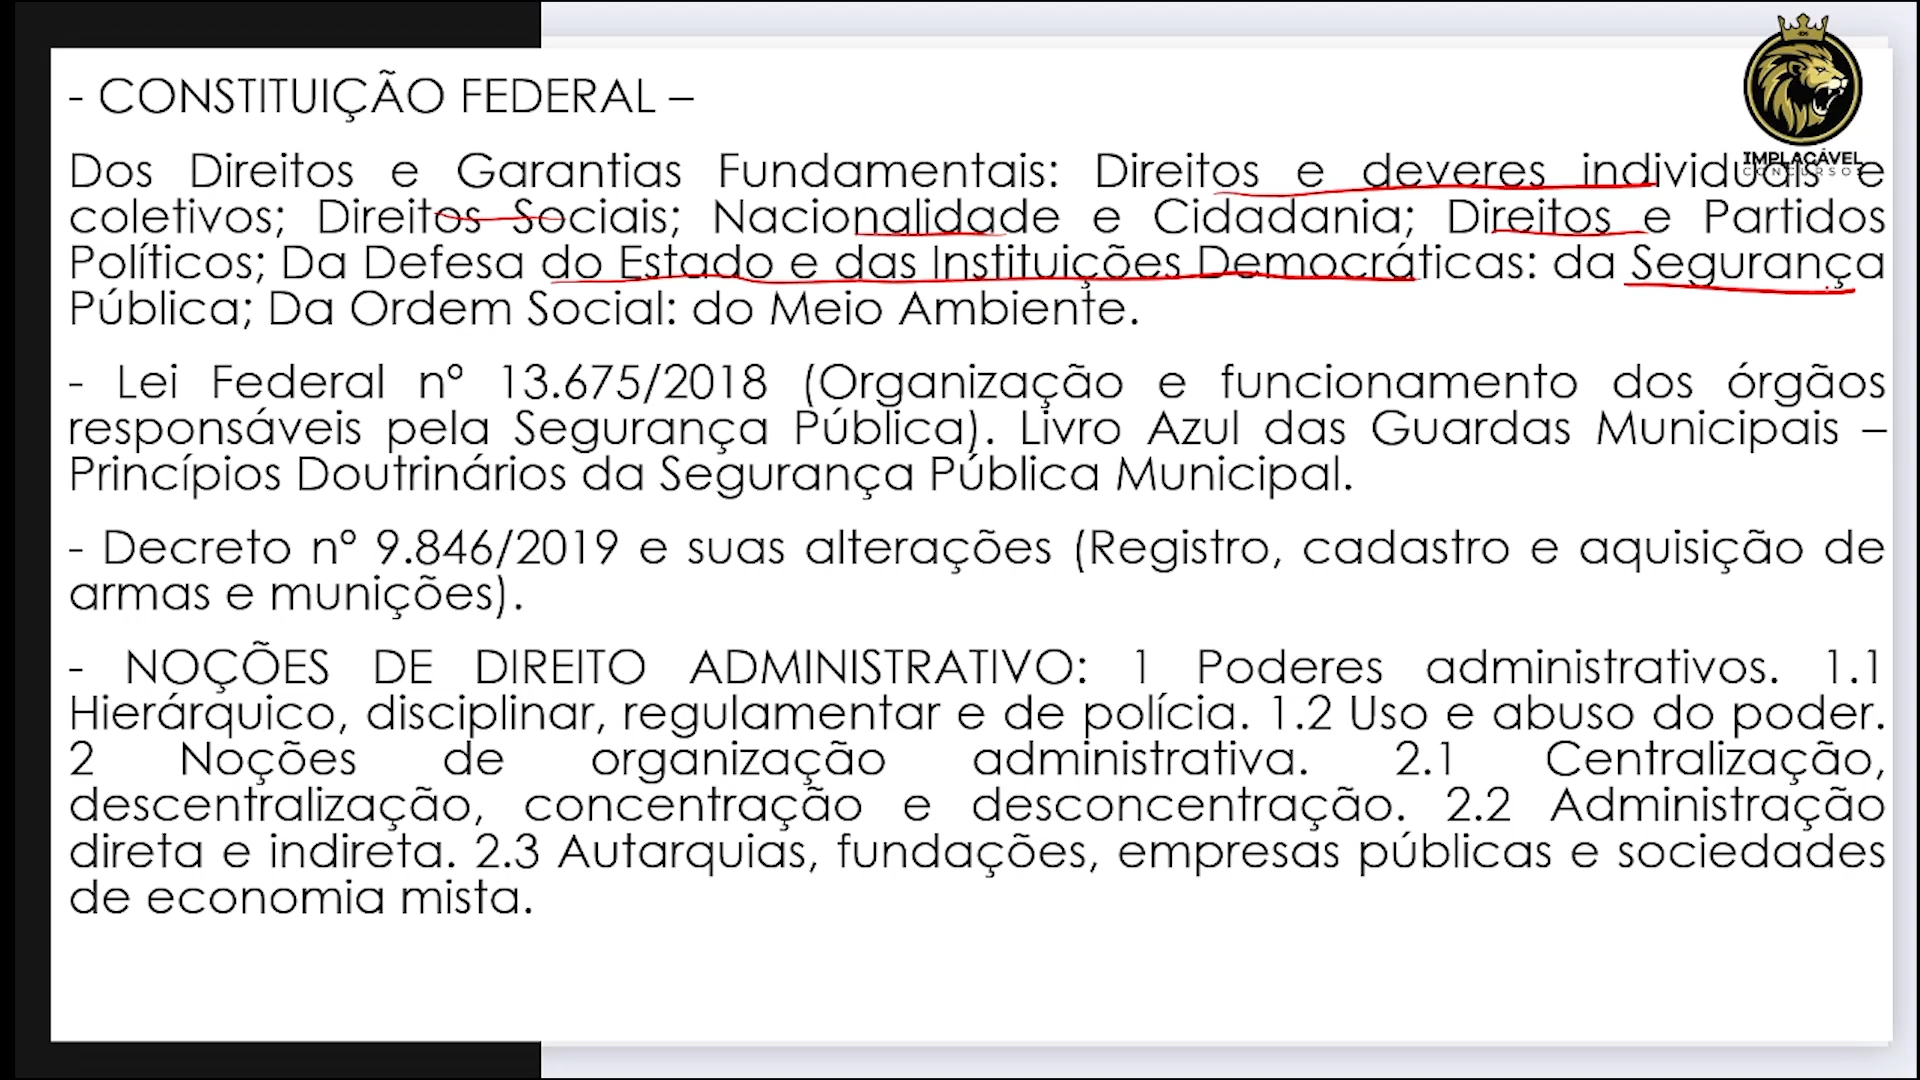 - CONSTITUIÇÃO FEDERAL –
IMPLACÁVEL
CONCURSOS
Dos Direitos e Garantias Fundamentais: Direitos e deveres individuais e
coletivos; Direitos Sociais; Nacionalidade e Cidadania; Direitos e Partidos
Políticos; Da Defesa do Estado e das Instituições Democráticas: da Segurança
Pública; Da Ordem Social: do Meio Ambiente.
- Lei Federal nº 13.675/2018 (Organização e funcionamento dos órgãos
responsáveis pela Segurança Pública). Livro Azul das Guardas Municipais –
Princípios Doutrinários da Segurança Pública Municipal.
- Decreto nº 9.846/2019 e suas alterações (Registro, cadastro e aquisição de
armas e munições).
- NOÇÕES DE DIREITO ADMINISTRATIVO: 1 Poderes administrativos. 1.1
Hierárquico, disciplinar, regulamentar e de polícia. 1.2 Uso e abuso do poder.
2 Noções de organização administrativa. 2.1 Centralização,
descentralização, concentração e desconcentração. 2.2 Administração
direta e indireta. 2.3 Autarquias, fundações, empresas públicas e sociedades
de economia mista.